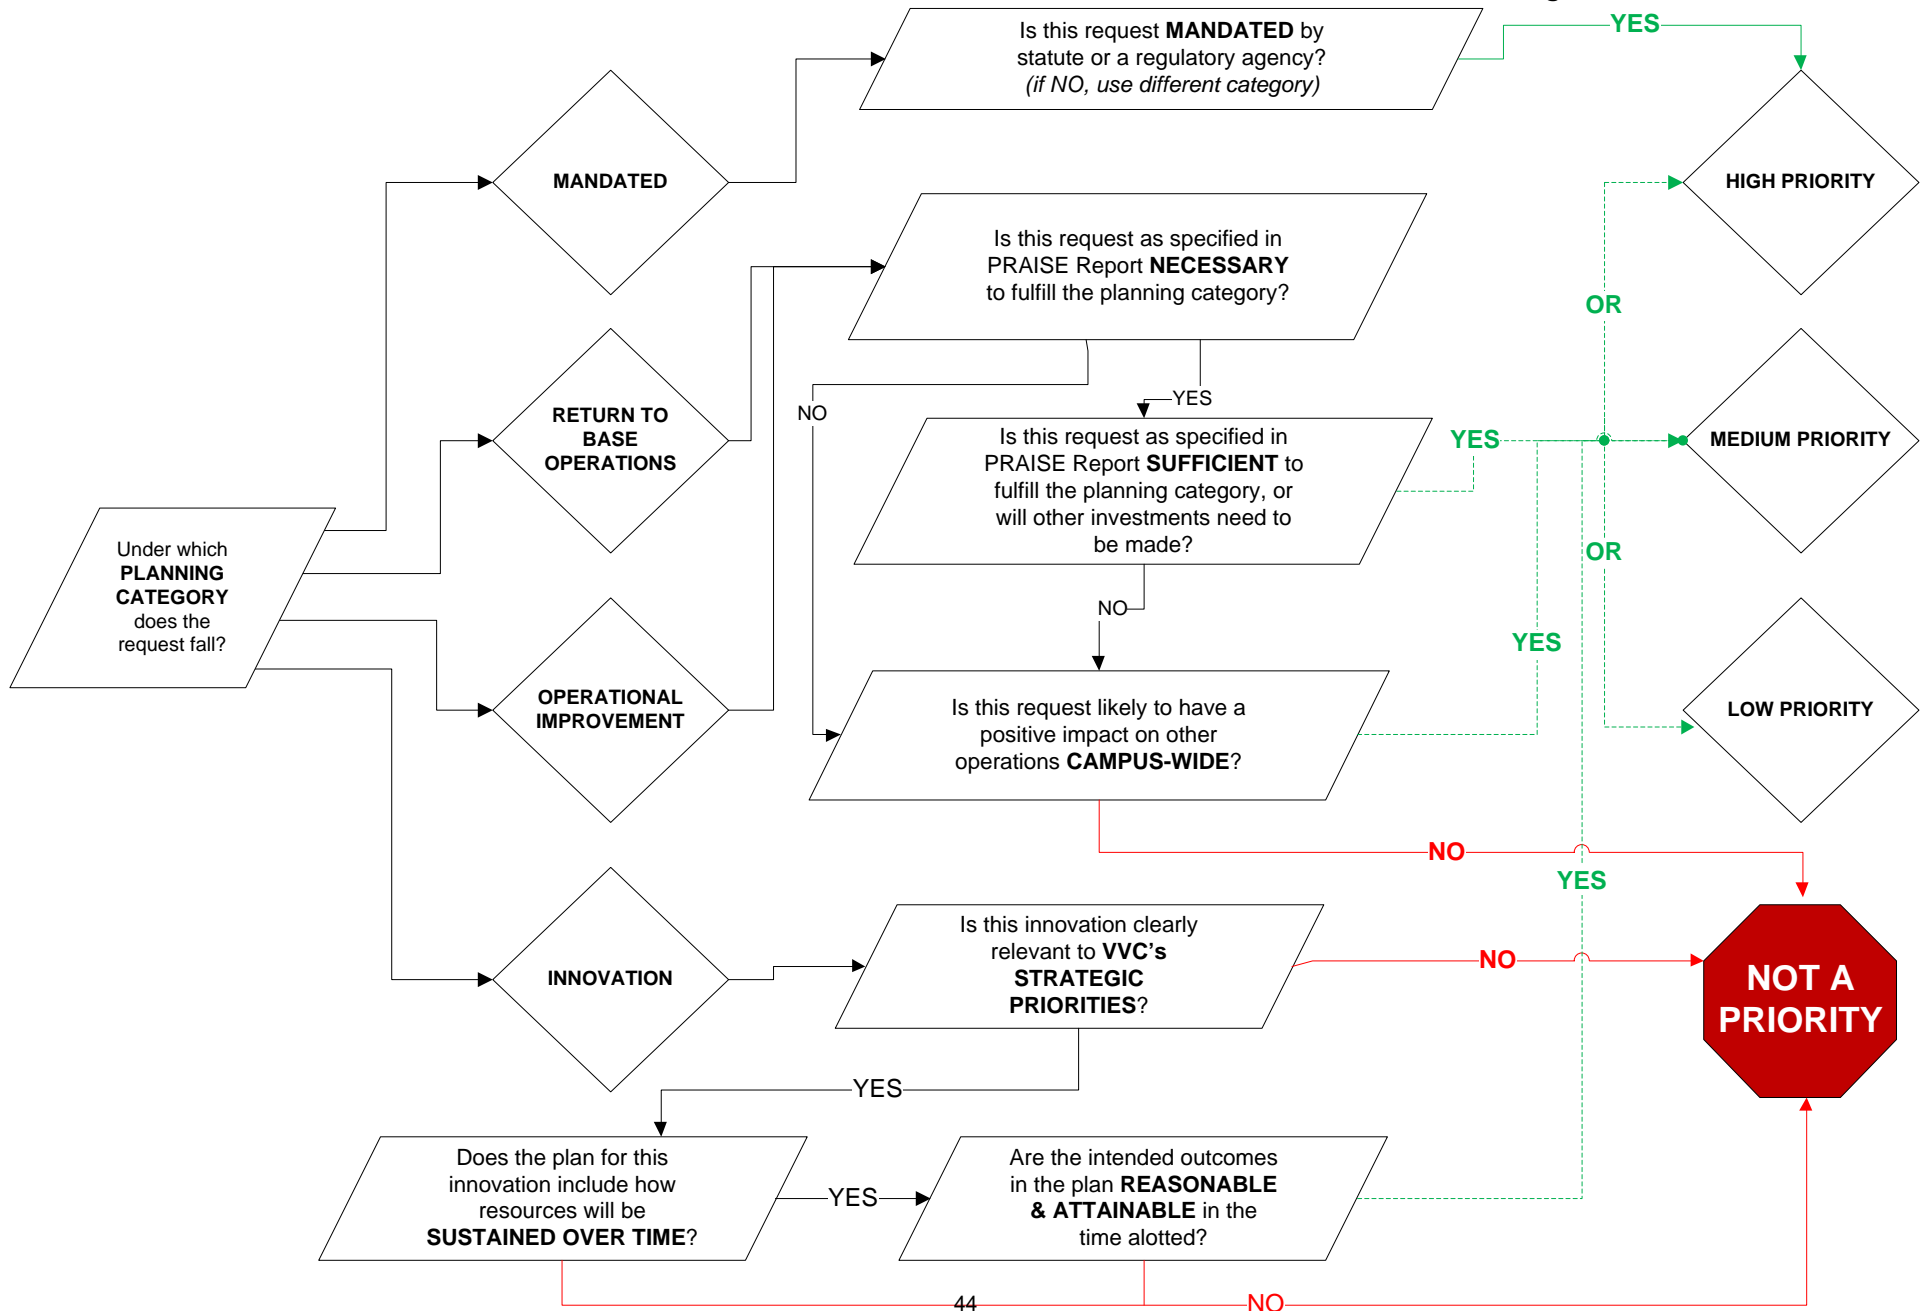 Is this request MANDATED by
statute or a regulatory agency?
(if NO, use different category)
YES
MANDATED
HIGH PRIORITY
Is this request as specified in
PRAISE Report NECESSARY
to fulfill the planning category?
OR
NO
YES
RETURN TO
BASE
OPERATIONS
Is this request as specified in
PRAISE Report SUFFICIENT to
fulfill the planning category, or
will other investments need to
be made?
YES
MEDIUM PRIORITY
Under which
PLANNING
CATEGORY
does the
request fall?
OR
NO
YES
OPERATIONAL
IMPROVEMENT
Is this request likely to have a
positive impact on other
operations CAMPUS-WIDE?
LOW PRIORITY
NO
YES
INNOVATION
Is this innovation clearly
relevant to VVC's
STRATEGIC
PRIORITIES?
NO
NOT A
PRIORITY
YES
Does the plan for this
innovation include how
resources will be
SUSTAINED OVER TIME?
YES
Are the intended outcomes
in the plan REASONABLE
& ATTAINABLE in the
time alotted?
44
NO